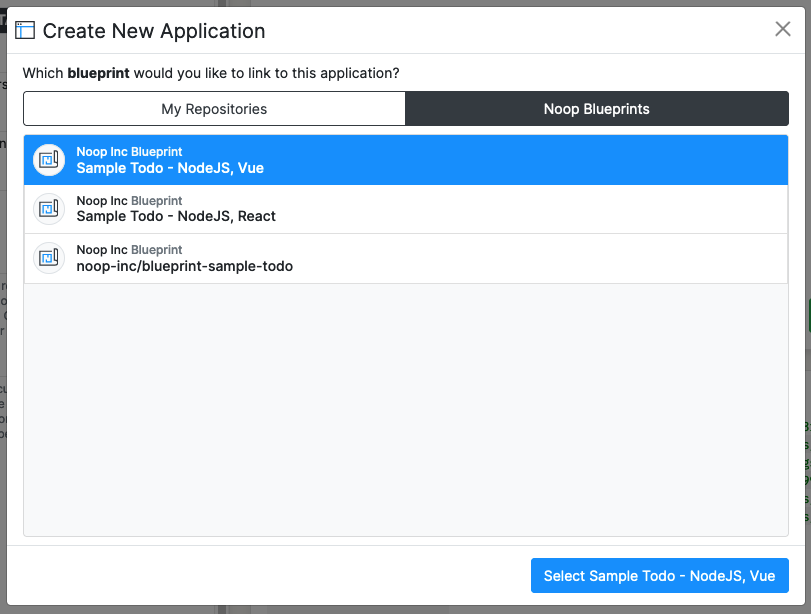 Create New Application
Which blueprint would you like to link to this application?
My Repositories
Noop Blueprints
Noop Inc Blueprint
Sample Todo - NodeJS, Vue
Noop Inc Blueprint
Sample Todo - NodeJS, React
Noop Inc Blueprint
noop-inc/blueprint-sample-todo
Select Sample Todo - NodeJS, Vue